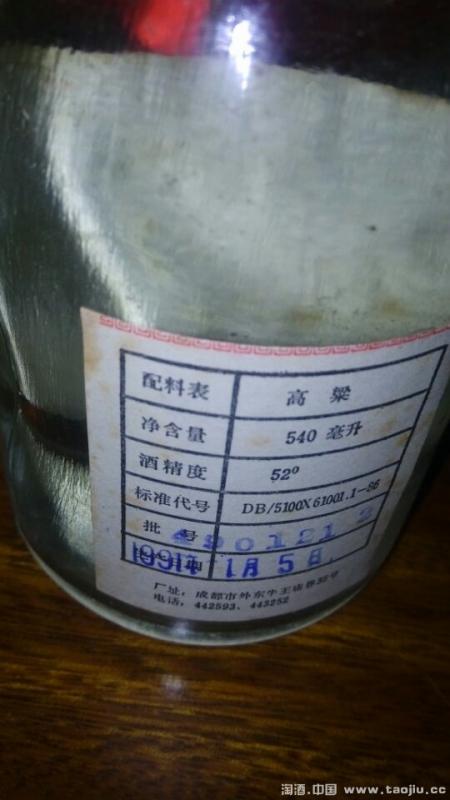 配料表 高粱
净含量 540 毫升
酒精度 52°
标准代号 DB/5100X61001.1-86
批号
1991年1月5日
厂址：成都市外东牛王庙巷
电话：442593、443252
淘酒.中国 www.taojiu.cc